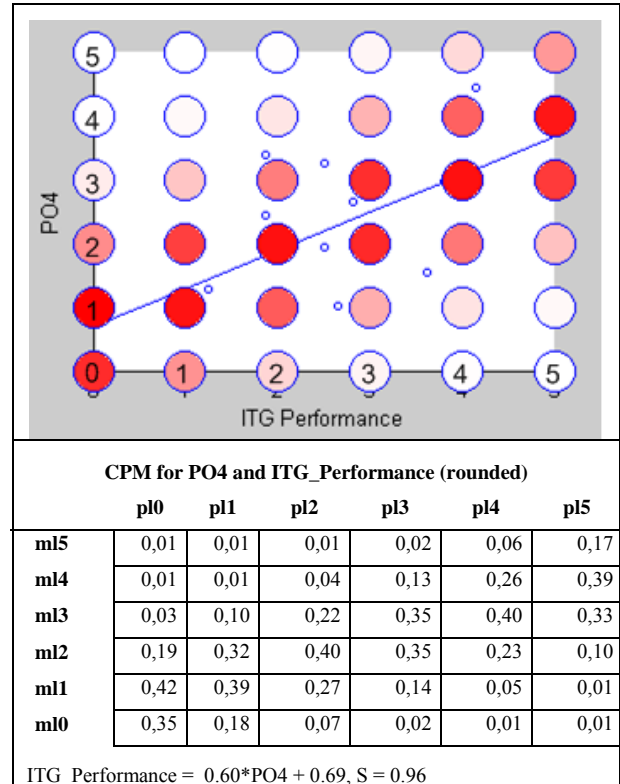 5
4
3
2
1
0 1 2 3 4 5
PO4
ITG Performance
CPM for PO4 and ITG_Performance (rounded)
pl0 pl1 pl2 pl3 pl4 pl5
ml5 0,01 0,01 0,01 0,02 0,06 0,17
ml4 0,01 0,01 0,04 0,13 0,26 0,39
ml3 0,03 0,10 0,22 0,35 0,40 0,33
ml2 0,19 0,32 0,40 0,35 0,23 0,10
ml1 0,42 0,39 0,27 0,14 0,05 0,01
ml0 0,35 0,18 0,07 0,02 0,01 0,01
ITG_Performance = 0.60*PO4 + 0.69, S = 0.96